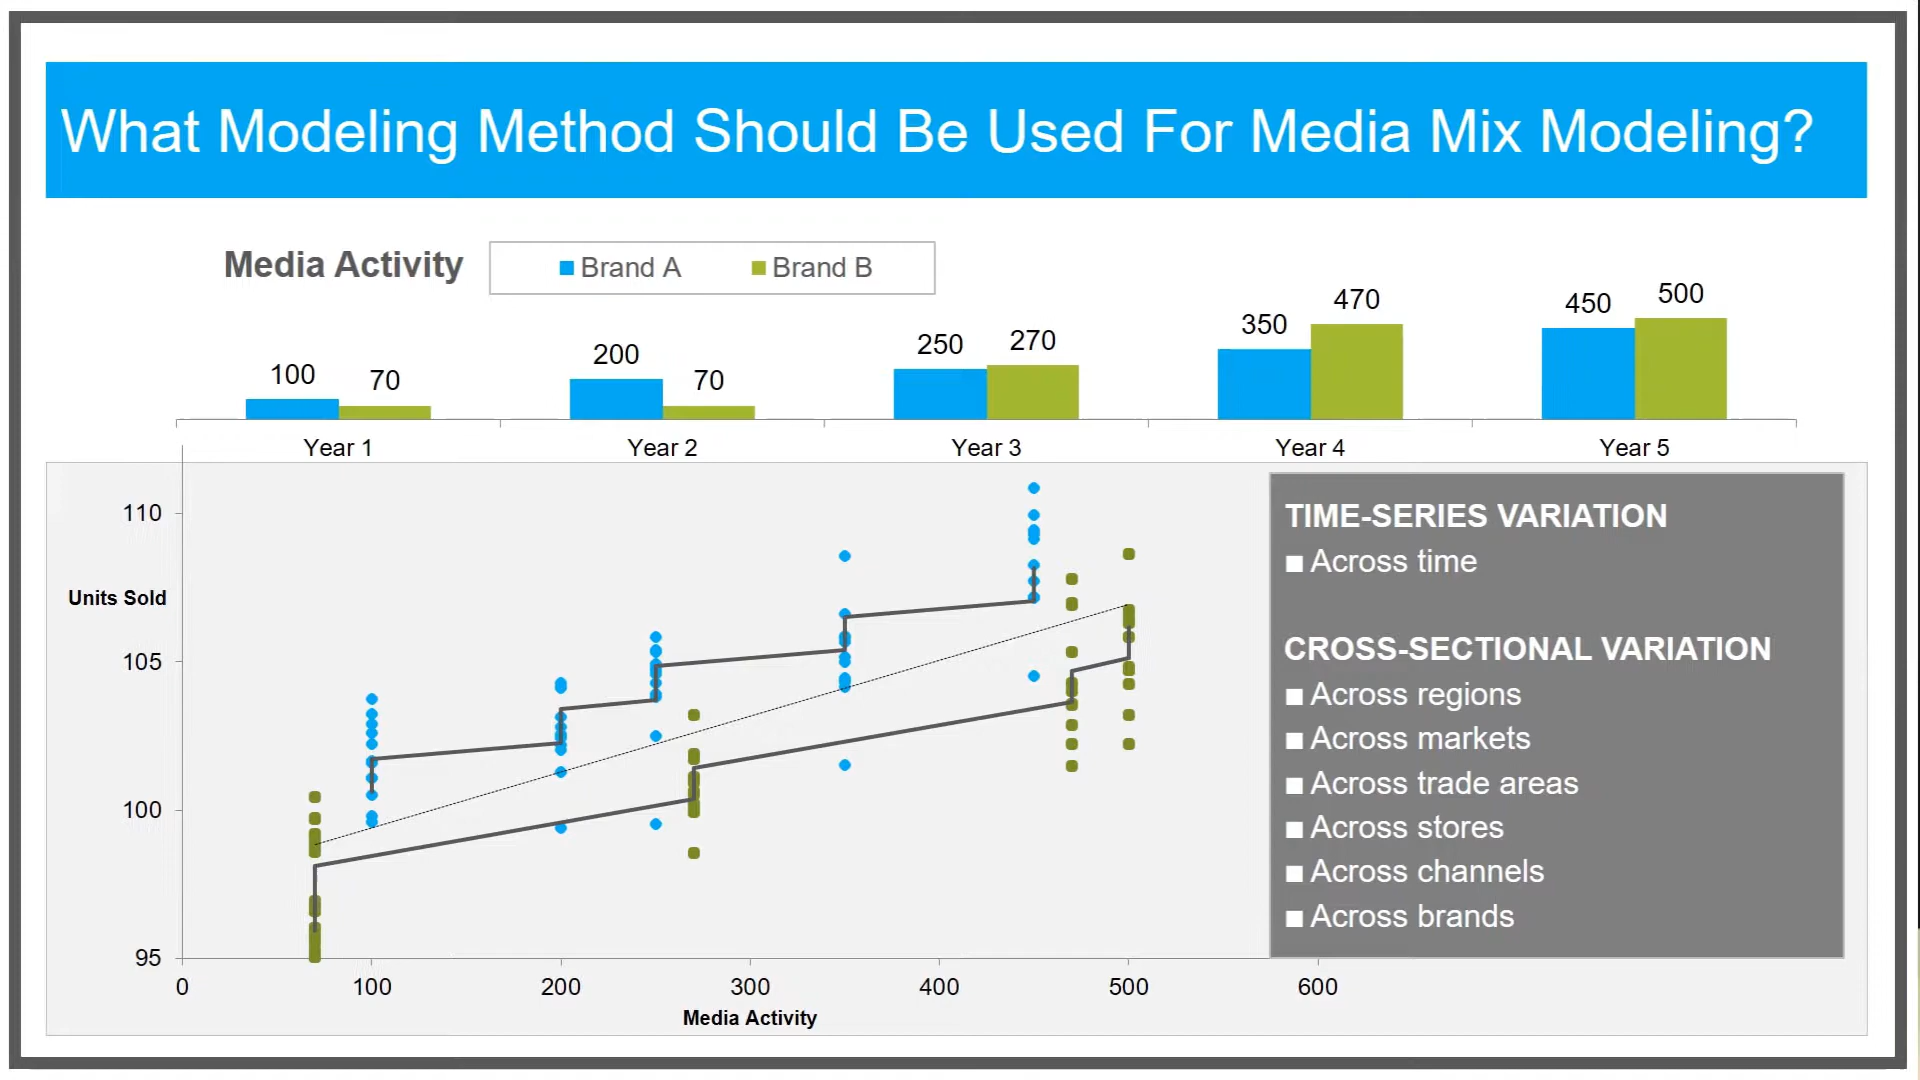 What Modeling Method Should Be Used For Media Mix Modeling?
Media Activity
Brand A Brand B
100 70 200 70 250 270 350 470 450 500
Year 1 Year 2 Year 3 Year 4 Year 5
110
Units Sold
105
100
95
0 100 200 300 400 500 600
Media Activity
TIME-SERIES VARIATION
■ Across time
CROSS-SECTIONAL VARIATION
■ Across regions
■ Across markets
■ Across trade areas
■ Across stores
■ Across channels
■ Across brands